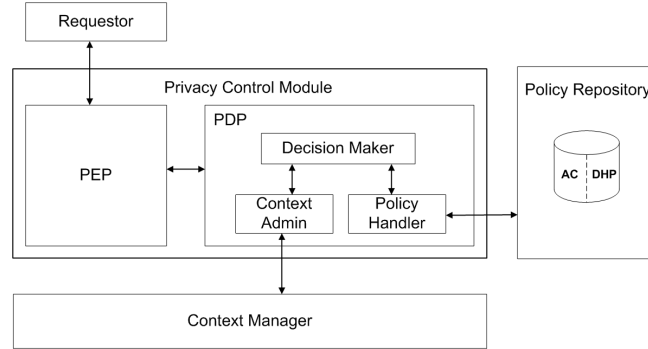 Requestor
Privacy Control Module
Policy Repository
PEP
PDP
Decision Maker
Context
Admin
Policy
Handler
AC
DHP
Context Manager